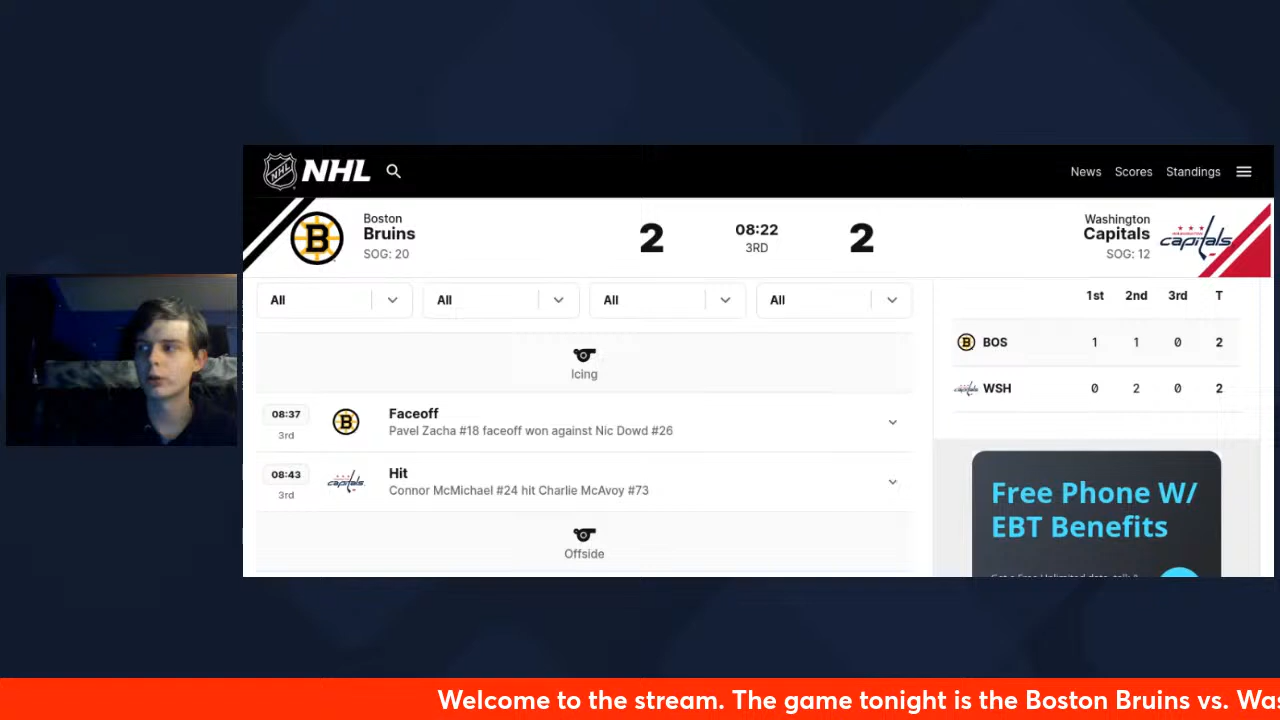 NHL
News Scores Standings
Boston
Bruins
SOG: 20
2
08:22
3RD
2
Washington
Capitals
SOG: 12
capitals
All All All All
1st 2nd 3rd T
BOS 1 1 0 2
WSH 0 2 0 2
Icing
08:37
3rd
Faceoff
Pavel Zacha #18 faceoff won against Nic Dowd #26
08:43
3rd
capitals
Hit
Connor McMichael #24 hit Charlie McAvoy #73
Offside
Free Phone W/
EBT Benefits
Welcome to the stream. The game tonight is the Boston Bruins vs. Was